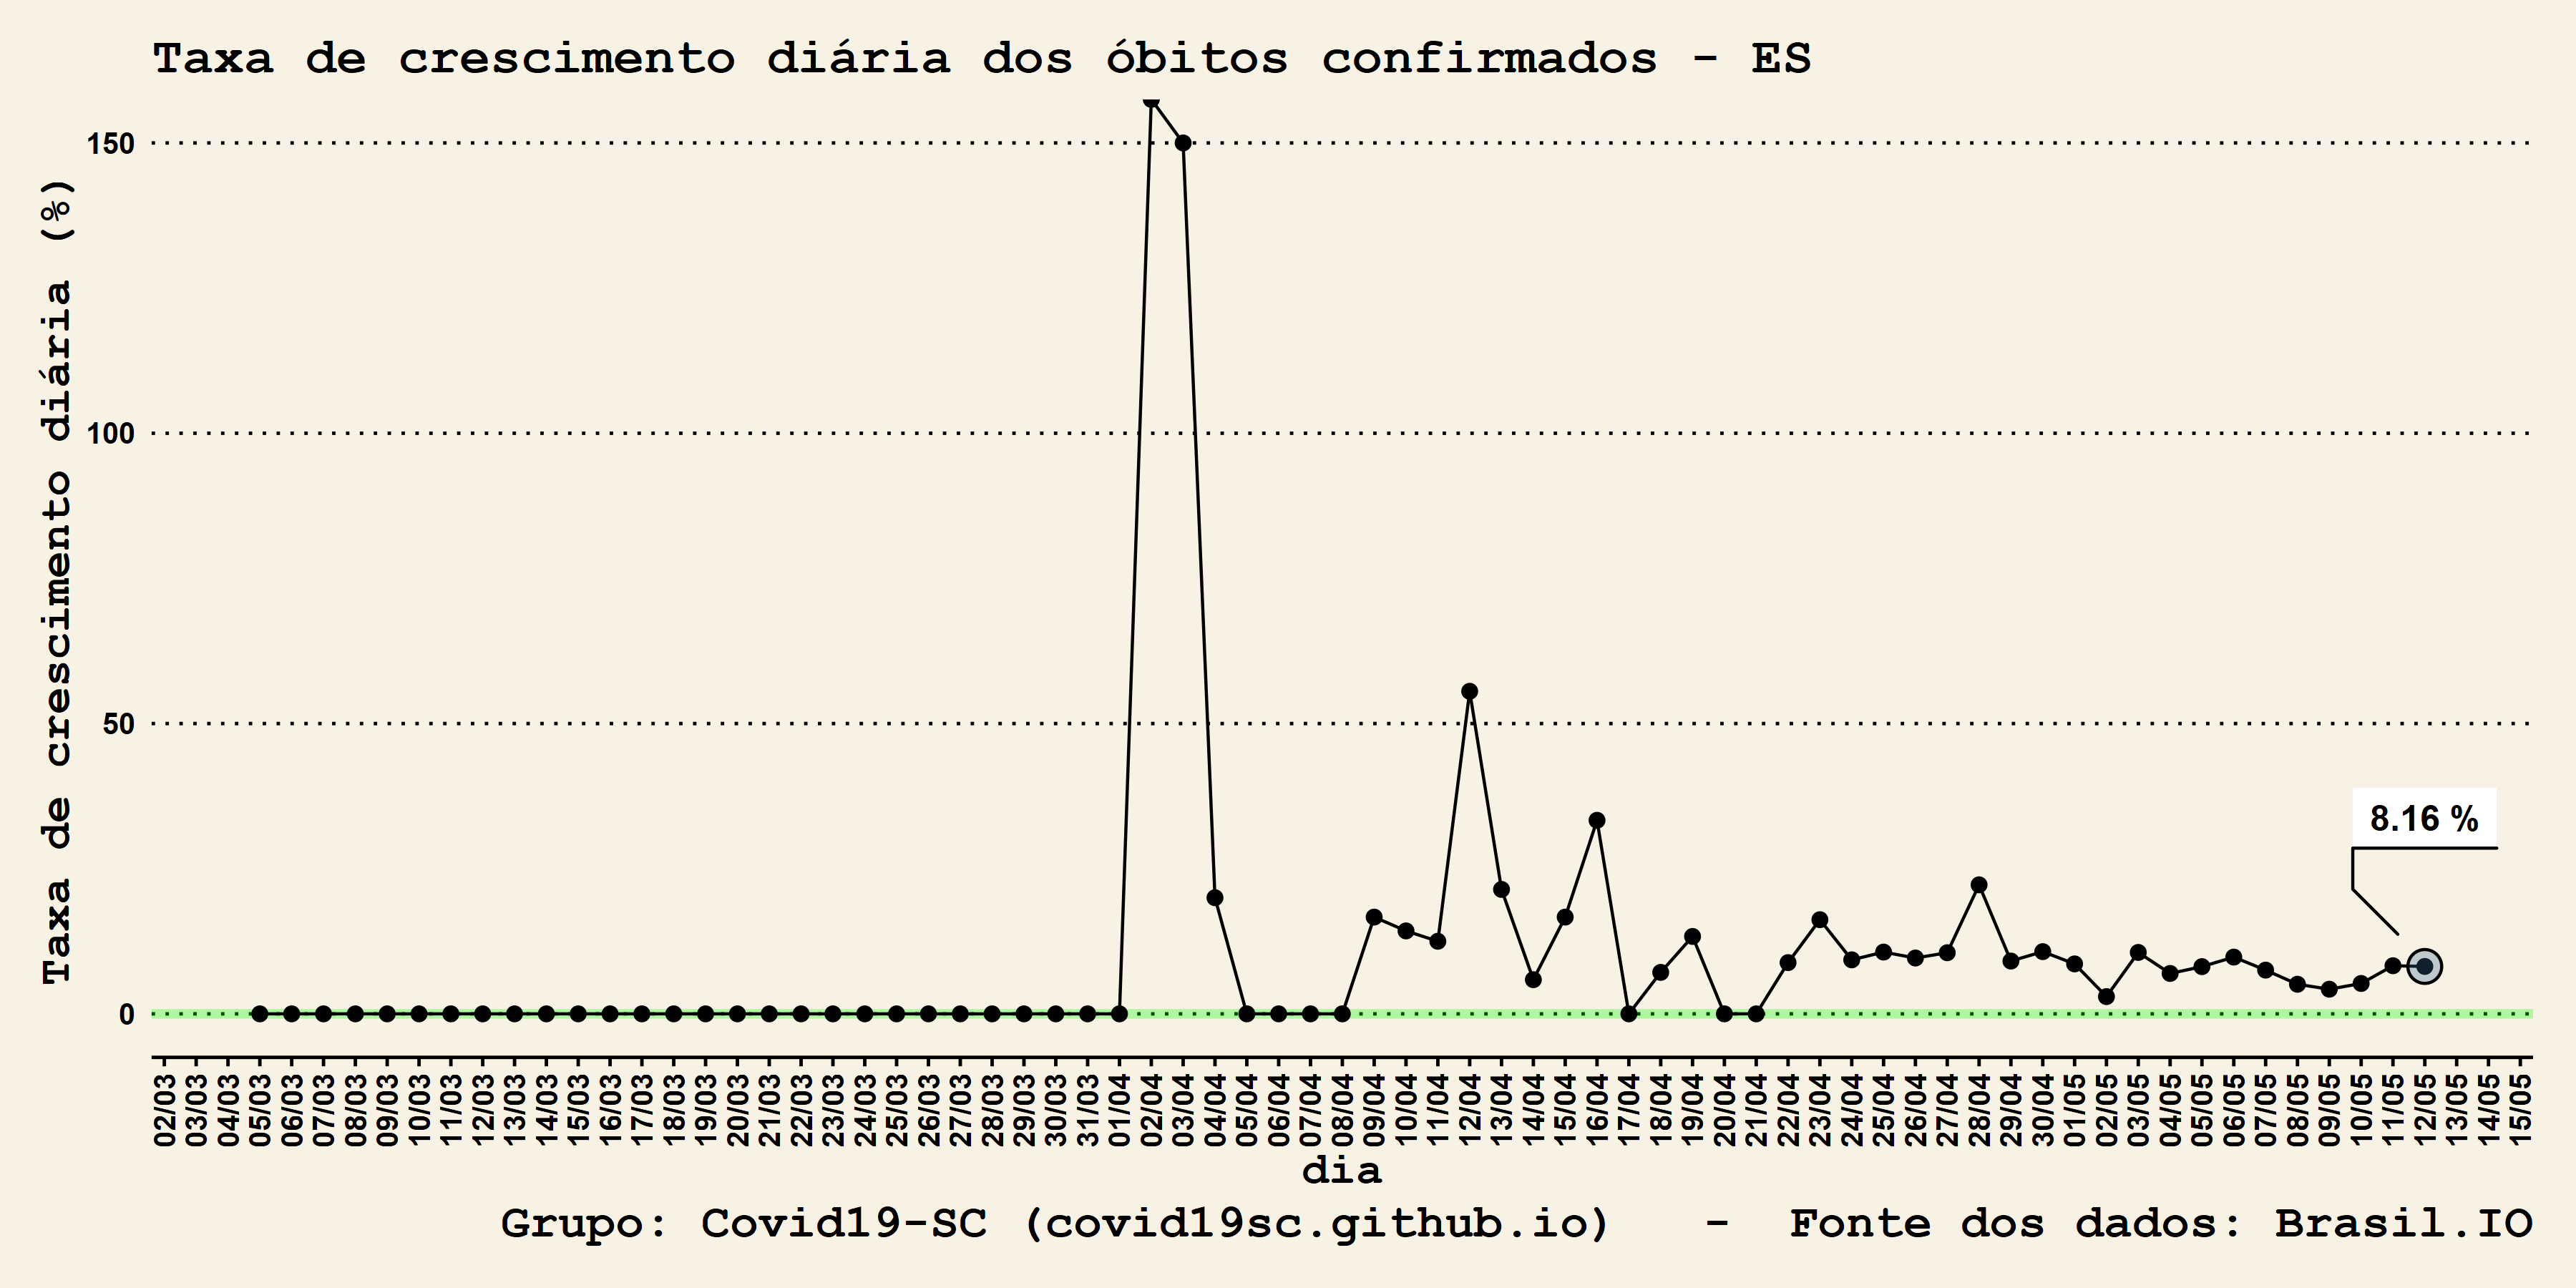 Taxa de crescimento diária dos óbitos confirmados - ES
Taxa de crescimento diária (%)
150
100
50
0
8.16 %
02/03 03/03 04/03 05/03 06/03 07/03 08/03 09/03 10/03 11/03 12/03 13/03 14/03 15/03 16/03 17/03 18/03 19/03 20/03 21/03 22/03 23/03 24/03 25/03 26/03 27/03 28/03 29/03 30/03 31/03 01/04 02/04 03/04 04/04 05/04 06/04 07/04 08/04 09/04 10/04 11/04 12/04 13/04 14/04 15/04 16/04 17/04 18/04 19/04 20/04 21/04 22/04 23/04 24/04 25/04 26/04 27/04 28/04 29/04 30/04 01/05 02/05 03/05 04/05 05/05 06/05 07/05 08/05 09/05 10/05 11/05 12/05 13/05 14/05 15/05
dia
Grupo: Covid19-SC (covid19sc.github.io) - Fonte dos dados: Brasil.IO